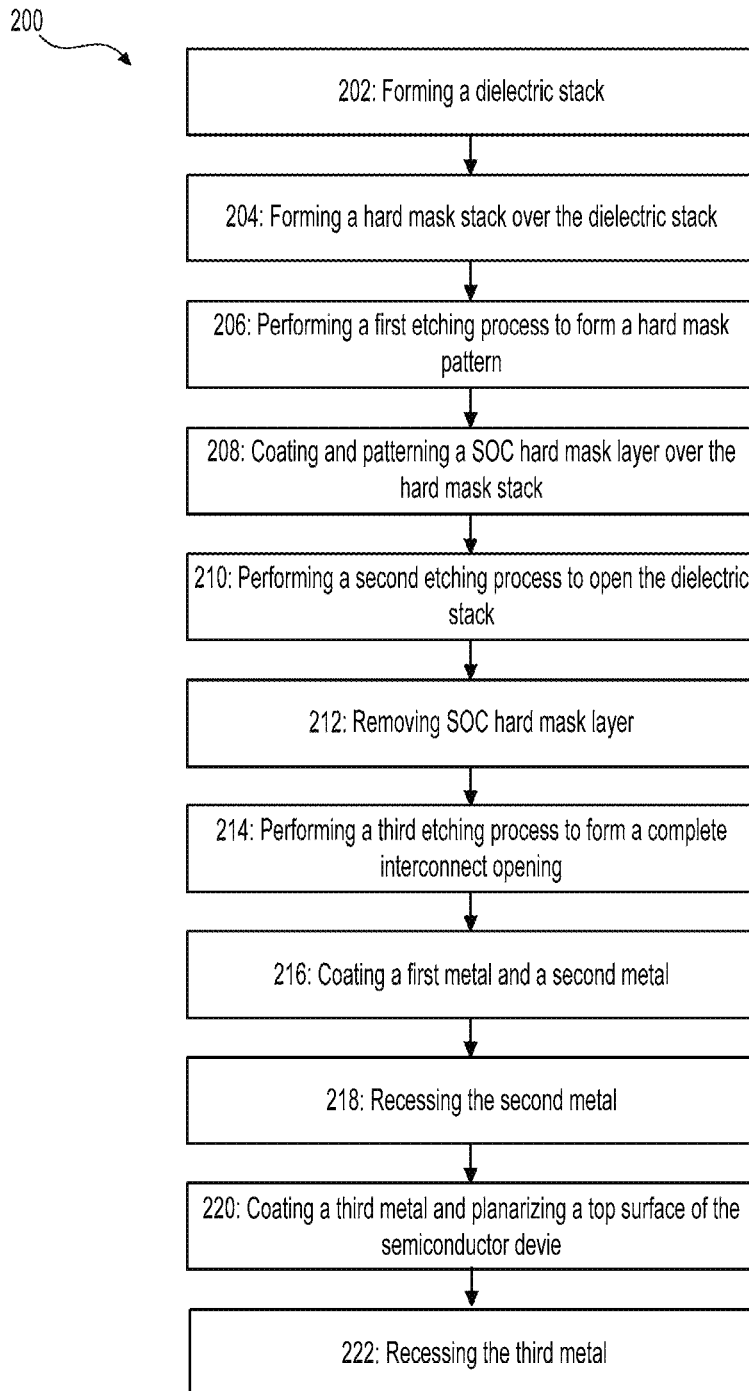 200
202: Forming a dielectric stack
204: Forming a hard mask stack over the dielectric stack
206: Performing a first etching process to form a hard mask
pattern
208: Coating and patterning a SOC hard mask layer over the
hard mask stack
210: Performing a second etching process to open the dielectric
stack
212: Removing SOC hard mask layer
214: Performing a third etching process to form a complete
interconnect opening
216: Coating a first metal and a second metal
218: Recessing the second metal
220: Coating a third metal and planarizing a top surface of the
semiconductor devie
222: Recessing the third metal